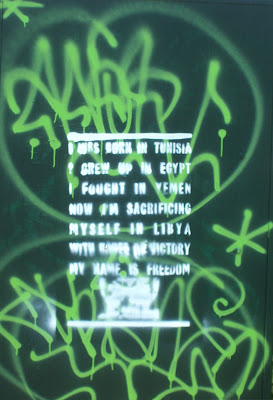 I WAS BORN IN TUNISIA
I GREW UP IN EGYPT
I FOUGHT IN YEMEN
NOW I'M SAGRIFICING
MYSELF IN LIBYA
WITH HOPES OF VICTORY
MY NAME IS FREEDOM